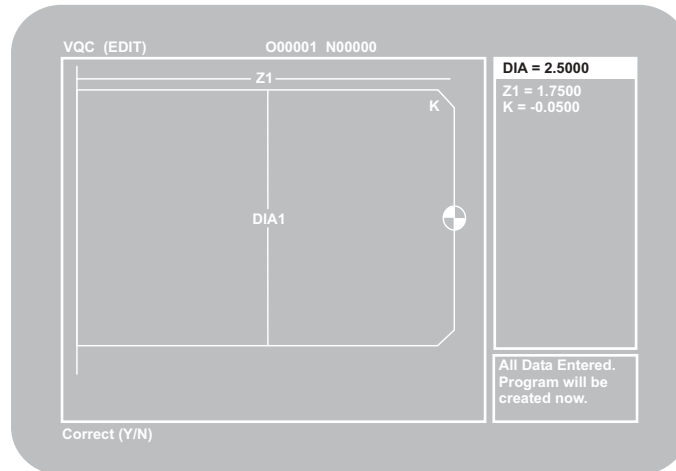 VQC (EDIT) O00001 N00000
Z1
K
DIA1
DIA = 2.5000
Z1 = 1.7500
K = -0.0500
All Data Entered.
Program will be
created now.
Correct (Y/N)